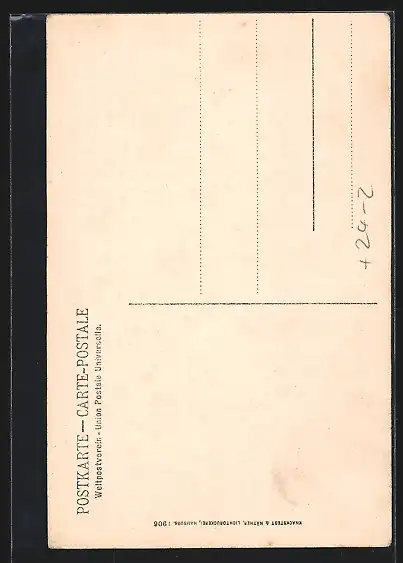 POSTKARTE — CARTE-POSTALE
Weltpostverein - Union Postale Universelle.
KNACKSTEDT & NÄTHER, LICHTDRUCKEREI, HAMBURG. 1906
+ 24-2